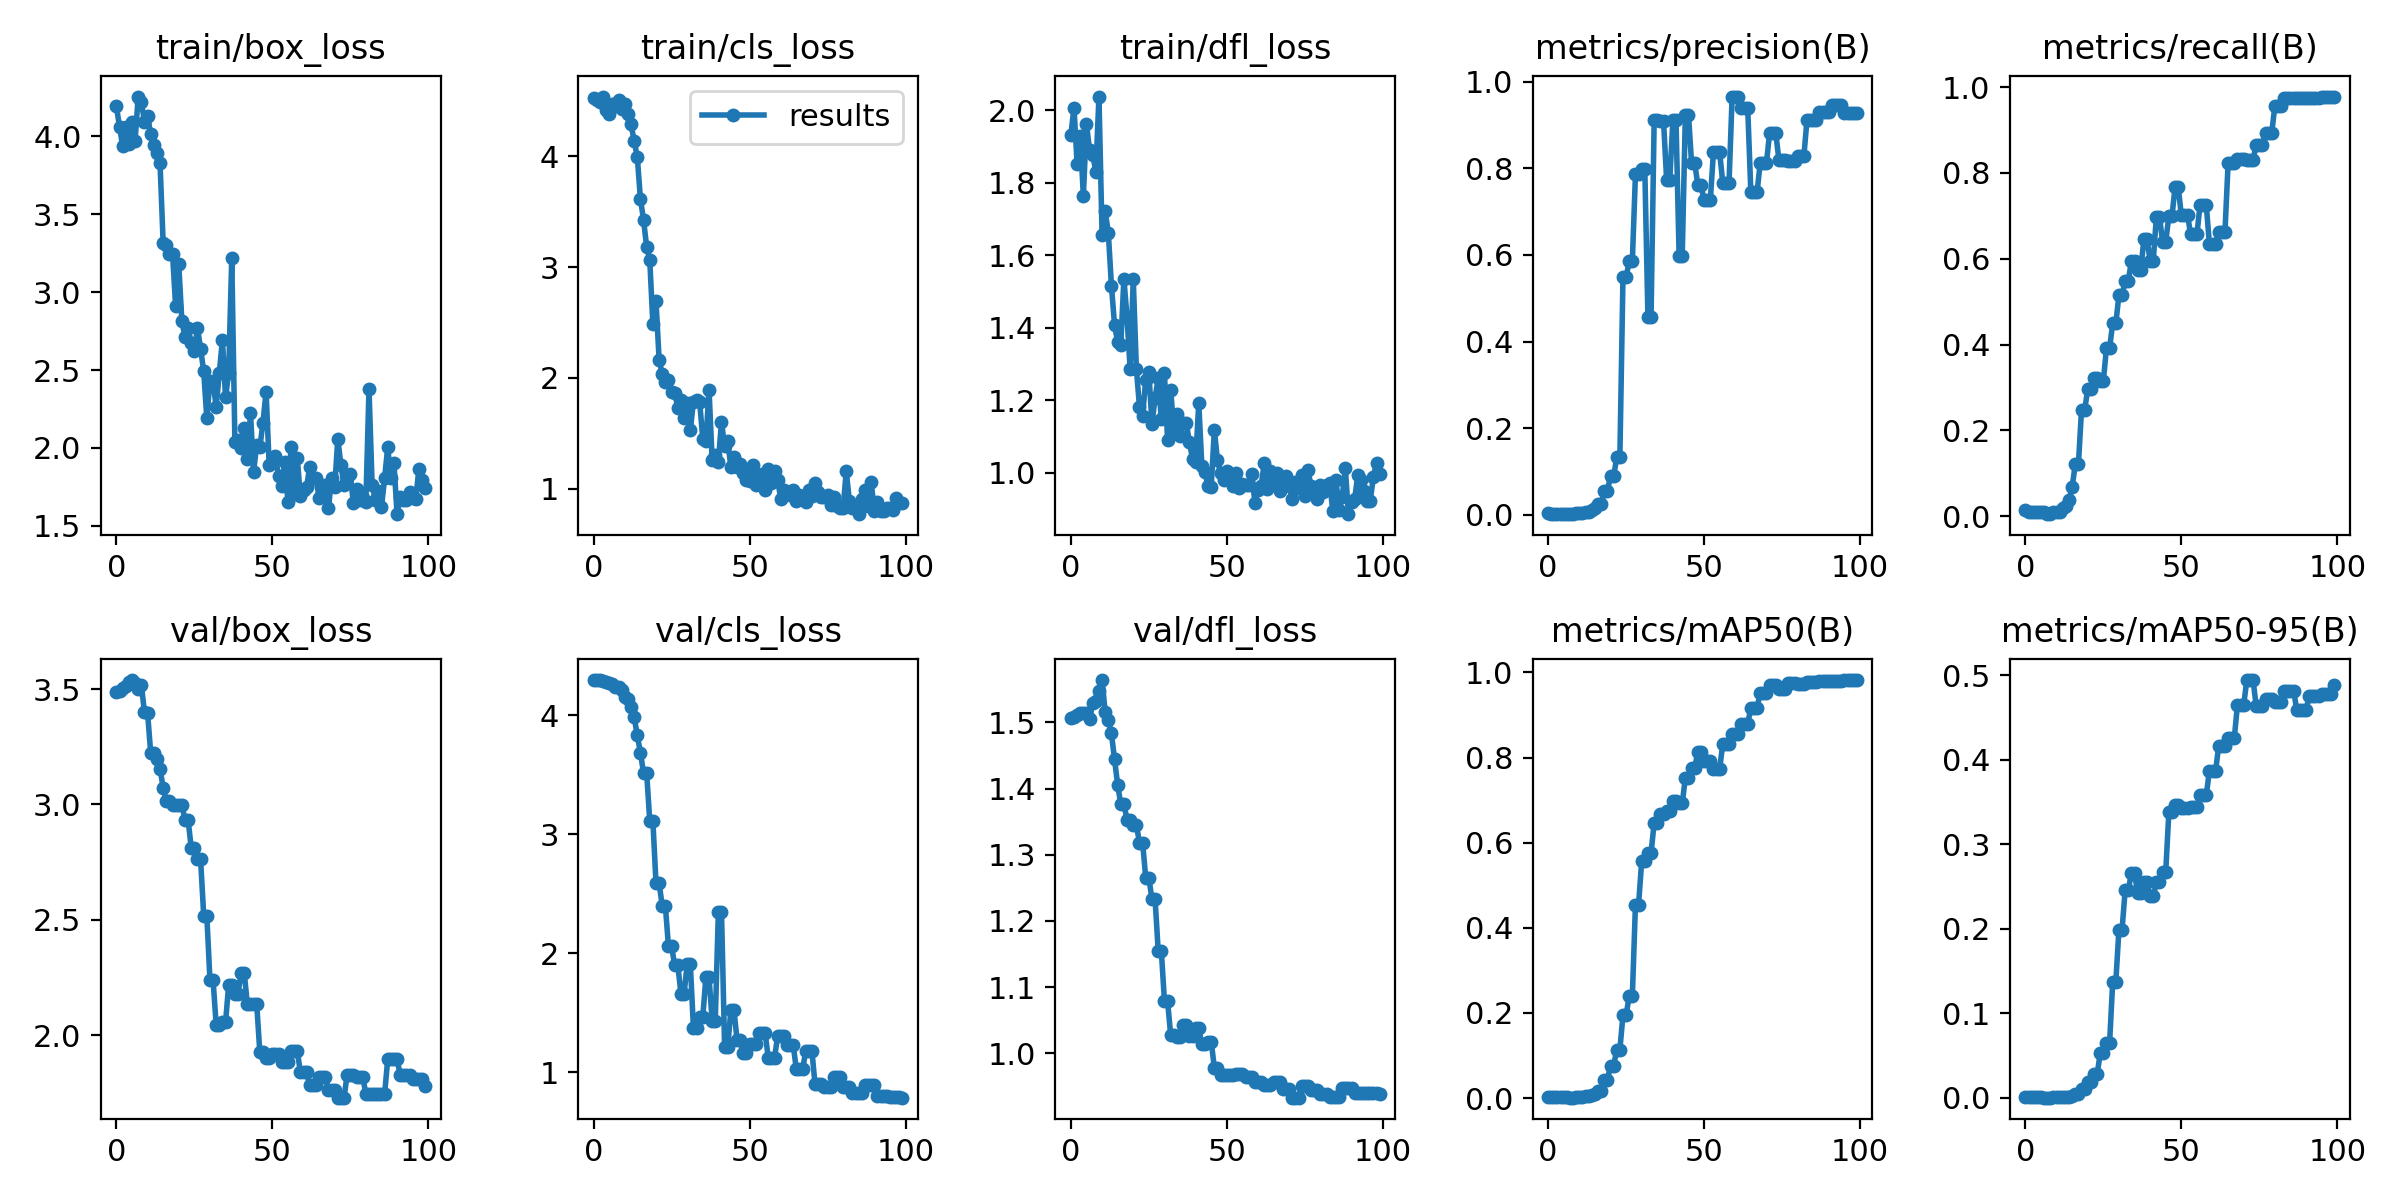 train/box_loss
train/cls_loss
train/dfl_loss
metrics/precision(B)
metrics/recall(B)
4.0
3.5
3.0
2.5
2.0
1.5
0 50 100
results
4
3
2
1
0 50 100
2.0
1.8
1.6
1.4
1.2
1.0
0 50 100
1.0
0.8
0.6
0.4
0.2
0.0
0 50 100
1.0
0.8
0.6
0.4
0.2
0.0
0 50 100
val/box_loss
val/cls_loss
val/dfl_loss
metrics/mAP50(B)
metrics/mAP50-95(B)
3.5
3.0
2.5
2.0
0 50 100
4
3
2
1
0 50 100
1.5
1.4
1.3
1.2
1.1
1.0
0 50 100
1.0
0.8
0.6
0.4
0.2
0.0
0 50 100
0.5
0.4
0.3
0.2
0.1
0.0
0 50 100